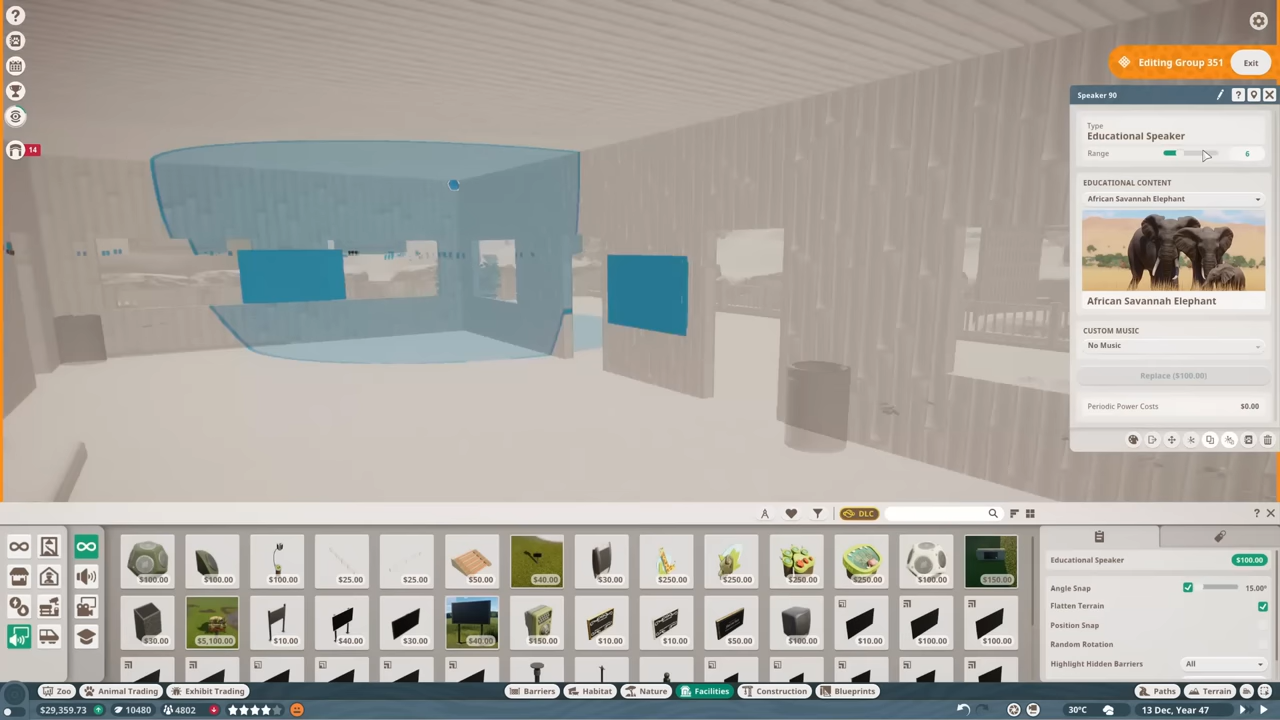 ?
Editing Group 351
Exit
Speaker 90
?
Type
Educational Speaker
Range
6
14
EDUCATIONAL CONTENT
African Savannah Elephant
African Savannah Elephant
CUSTOM MUSIC
No Music
Replace ($100.00)
Periodic Power Costs
$0.00
DLC
?
$100.00
$100.00
$100.00
$25.00
$25.00
$50.00
$40.00
$30.00
$250.00
$250.00
$250.00
$250.00
$100.00
$150.00
Educational Speaker
$100.00
Angle Snap
15.00°
Flatten Terrain
Position Snap
Random Rotation
Highlight Hidden Barriers
All
$30.00
$5,100.00
$10.00
$40.00
$30.00
$40.00
$150.00
$10.00
$10.00
$50.00
$30.00
$100.00
$100.00
$100.00
Zoo
Animal Trading
Exhibit Trading
Barriers
Habitat
Nature
Facilities
Construction
Blueprints
Paths
Terrain
$29,359.73
10480
4802
30°C
13 Dec, Year 47